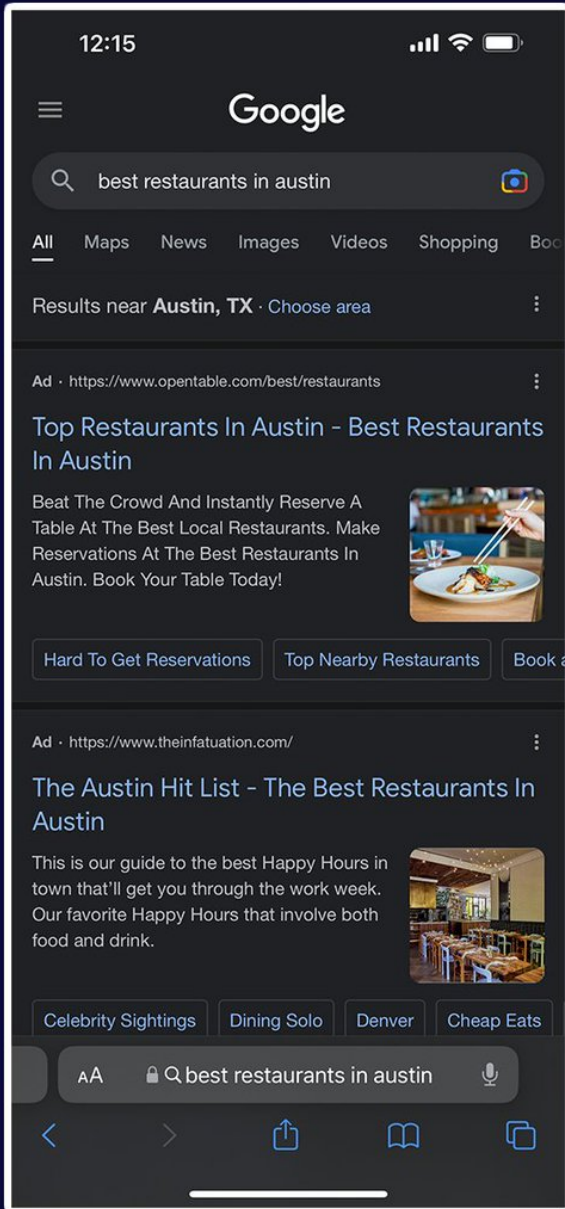 12:15
Google
best restaurants in austin
All Maps News Images Videos Shopping Boo
Results near Austin, TX · Choose area
Ad · https://www.opentable.com/best/restaurants
Top Restaurants In Austin - Best Restaurants
In Austin
Beat The Crowd And Instantly Reserve A
Table At The Best Local Restaurants. Make
Reservations At The Best Restaurants In
Austin. Book Your Table Today!
Hard To Get Reservations Top Nearby Restaurants Book a
Ad · https://www.theinfatuation.com/
The Austin Hit List - The Best Restaurants In
Austin
This is our guide to the best Happy Hours in
town that'll get you through the work week.
Our favorite Happy Hours that involve both
food and drink.
Celebrity Sightings Dining Solo Denver Cheap Eats
AA best restaurants in austin